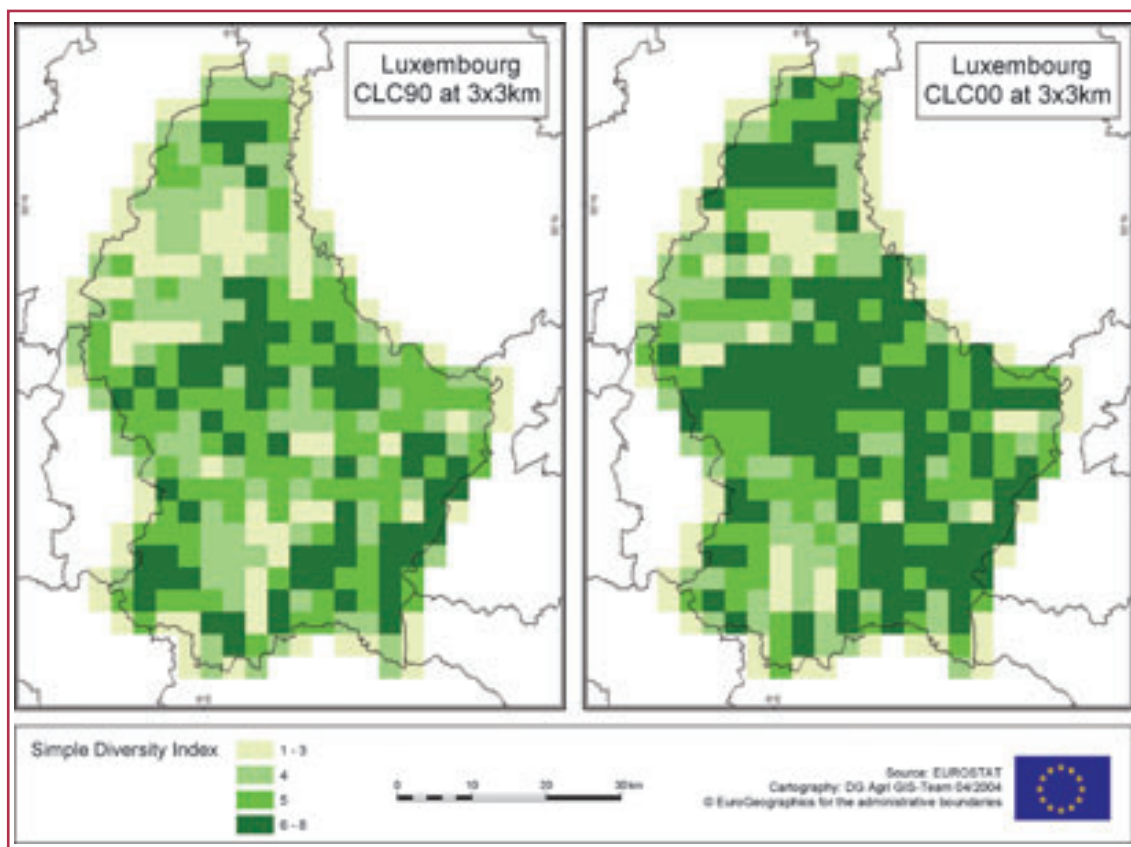 Luxembourg
CLC90 at 3x3km
Luxembourg
CLC00 at 3x3km
Simple Diversity Index
1 - 3
4
5
6 - 8
0
10
20
30 km
Source: EUROSTAT
Cartography: DG Agri GIS-Team 04/2004
© EuroGeographics for the administrative boundaries